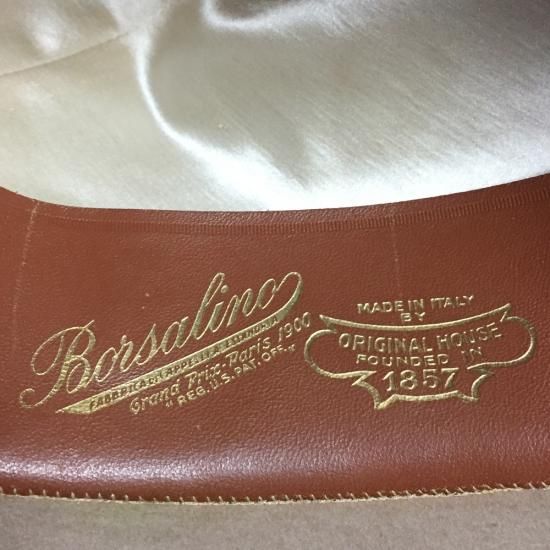 Borsalino
FABBRICA DI CAPPELLI ALESSANDRIA
Grand Prix-Paris 1900
"REG. U.S. PAT. OFF."
MADE IN ITALY
BY
ORIGINAL HOUSE
FOUNDED IN
1857